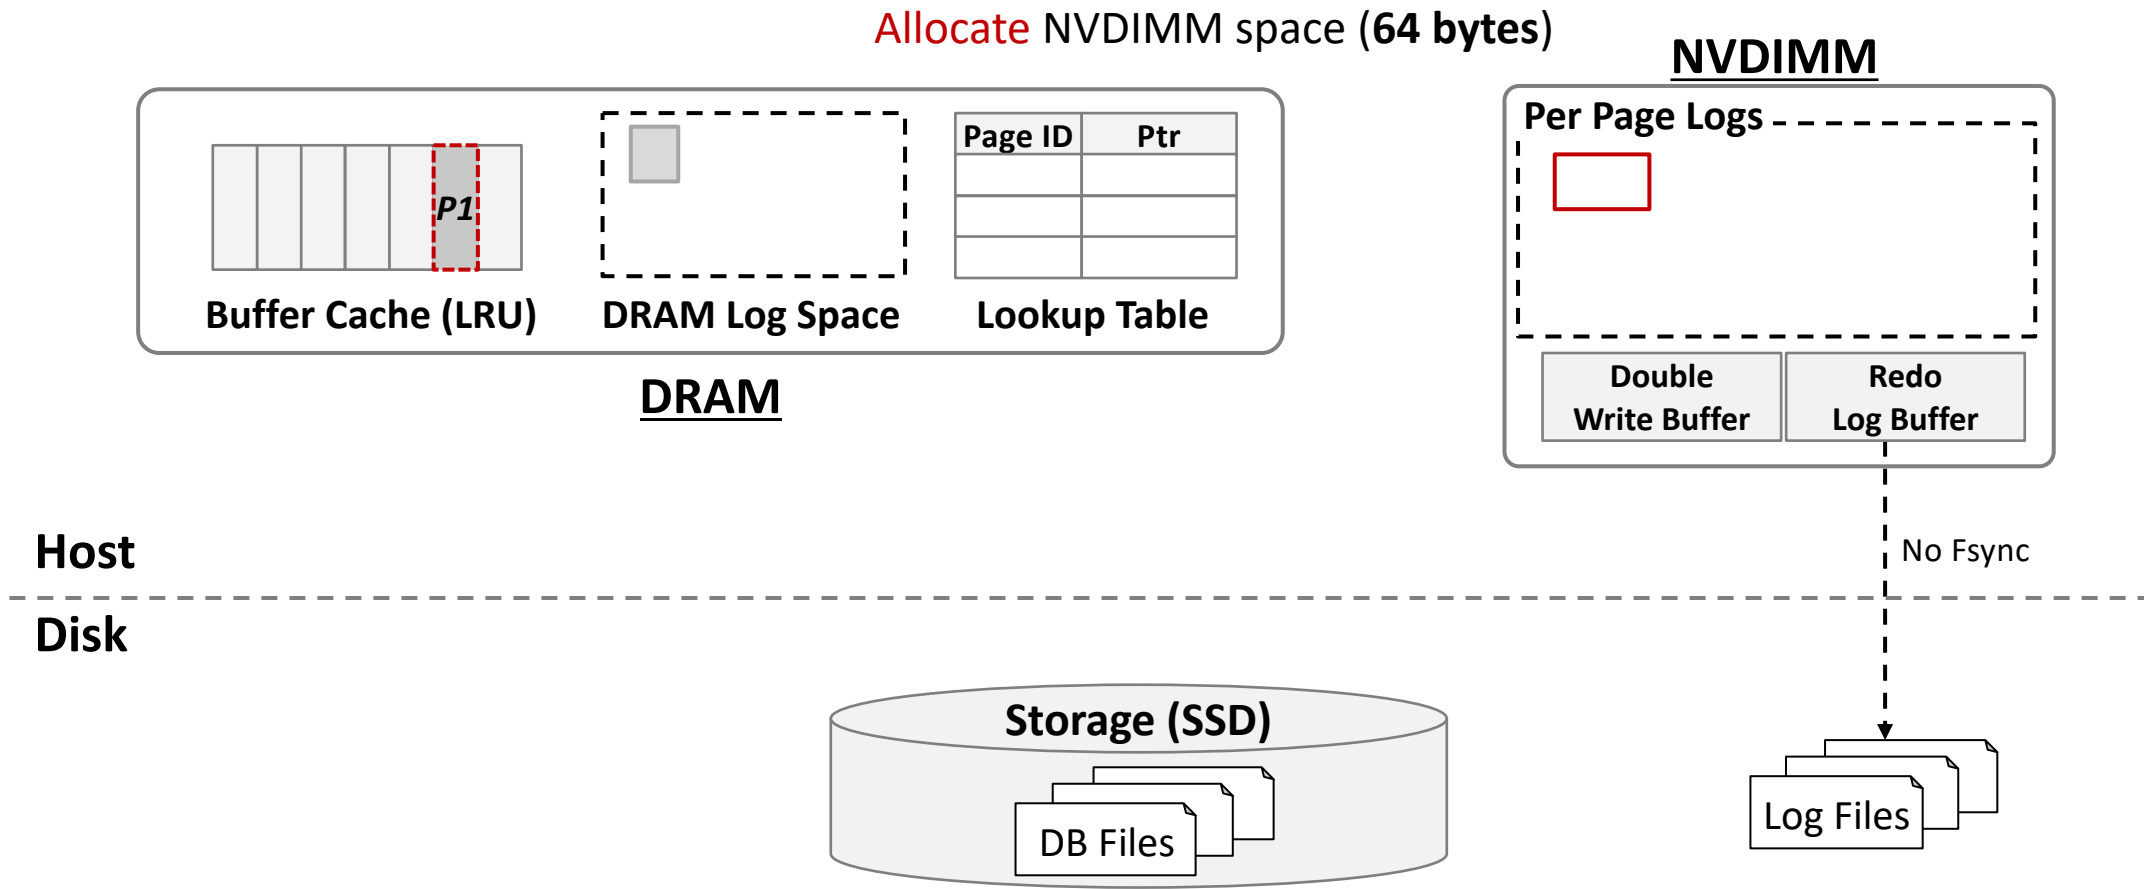 Allocate NVDIMM space (64 bytes)
NVDIMM
Per Page Logs
Page ID
Ptr
P1
Buffer Cache (LRU)
DRAM Log Space
Lookup Table
DRAM
Double
Write Buffer
Redo
Log Buffer
Host
No Fsync
Disk
Storage (SSD)
DB Files
Log Files